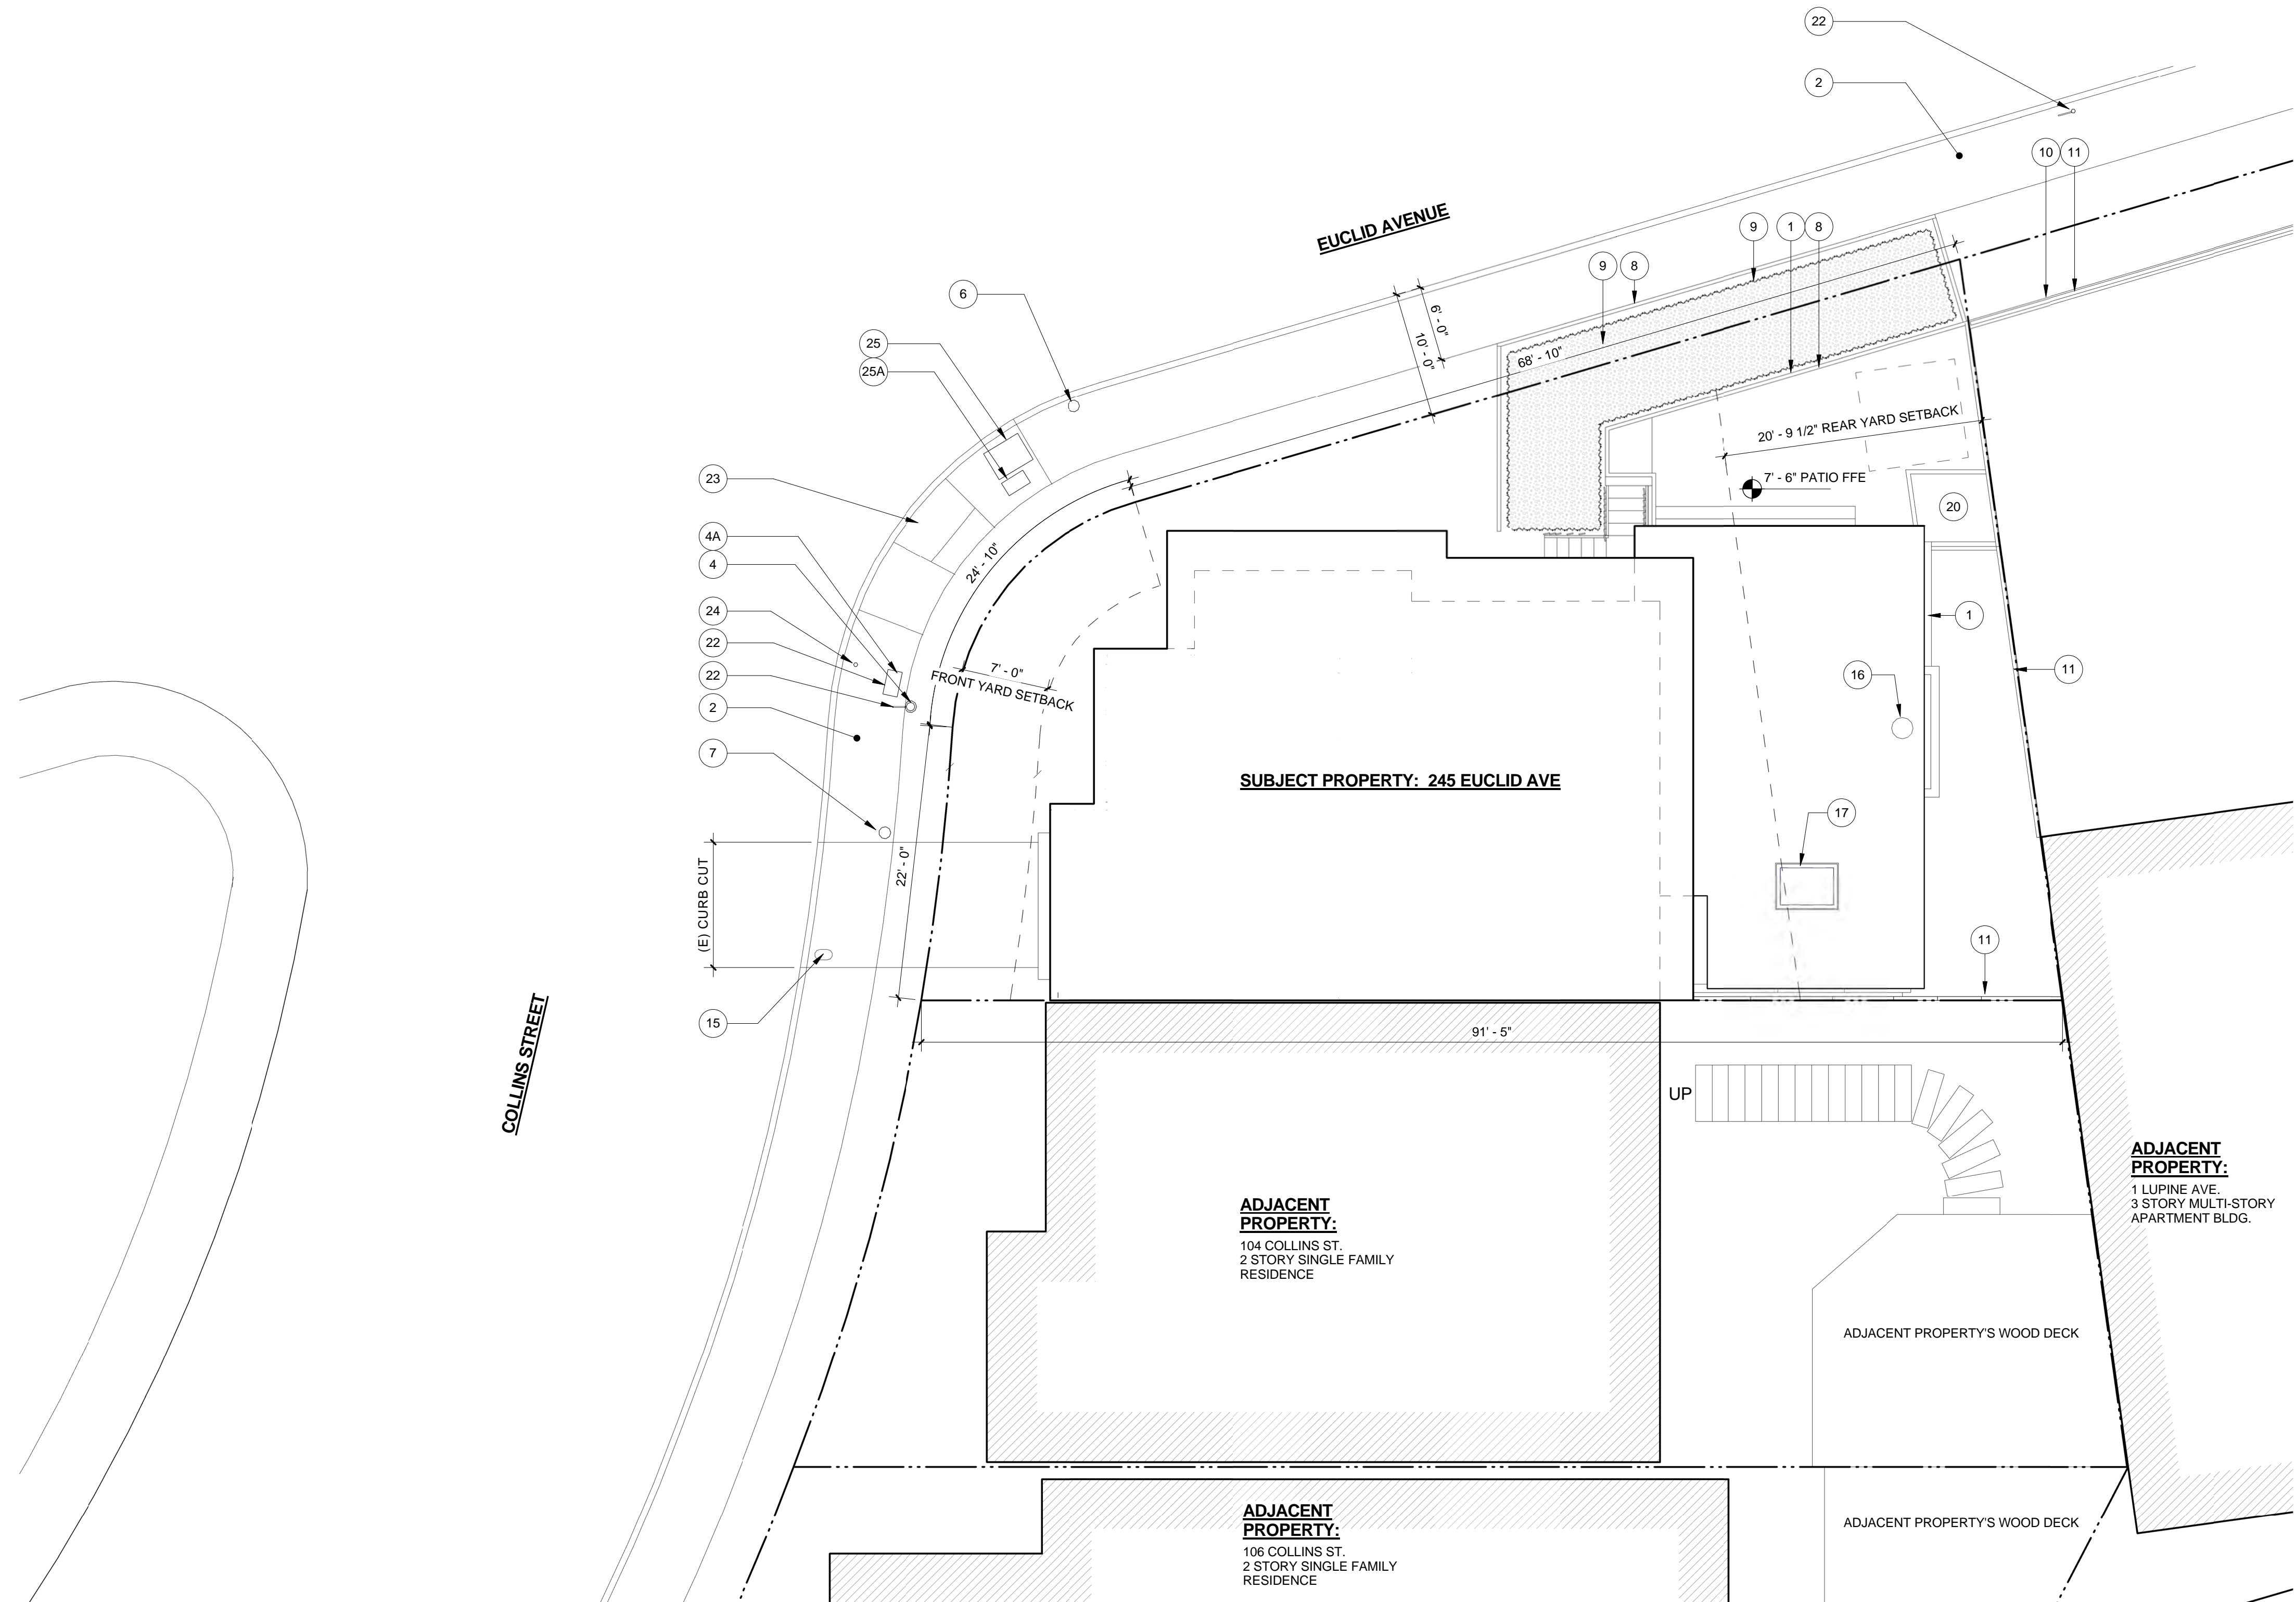 22
2
10
11
EUCLID AVENUE
9
1
8
9
8
6
6' - 0"
10' - 0"
25
25A
68' - 10"
20' - 9 1/2" REAR YARD SETBACK
23
7' - 6" PATIO FFE
20
4A
4
24' - 10"
24
22
22
2
7
7' - 0"
FRONT YARD SETBACK
1
16
11
SUBJECT PROPERTY: 245 EUCLID AVE
17
22' - 0"
(E) CURB CUT
11
15
COLLINS STREET
91' - 5"
UP
ADJACENT
PROPERTY:
1 LUPINE AVE.
3 STORY MULTI-STORY
APARTMENT BLDG.
ADJACENT
PROPERTY:
104 COLLINS ST.
2 STORY SINGLE FAMILY
RESIDENCE
ADJACENT PROPERTY'S WOOD DECK
ADJACENT
PROPERTY:
106 COLLINS ST.
2 STORY SINGLE FAMILY
RESIDENCE
ADJACENT PROPERTY'S WOOD DECK